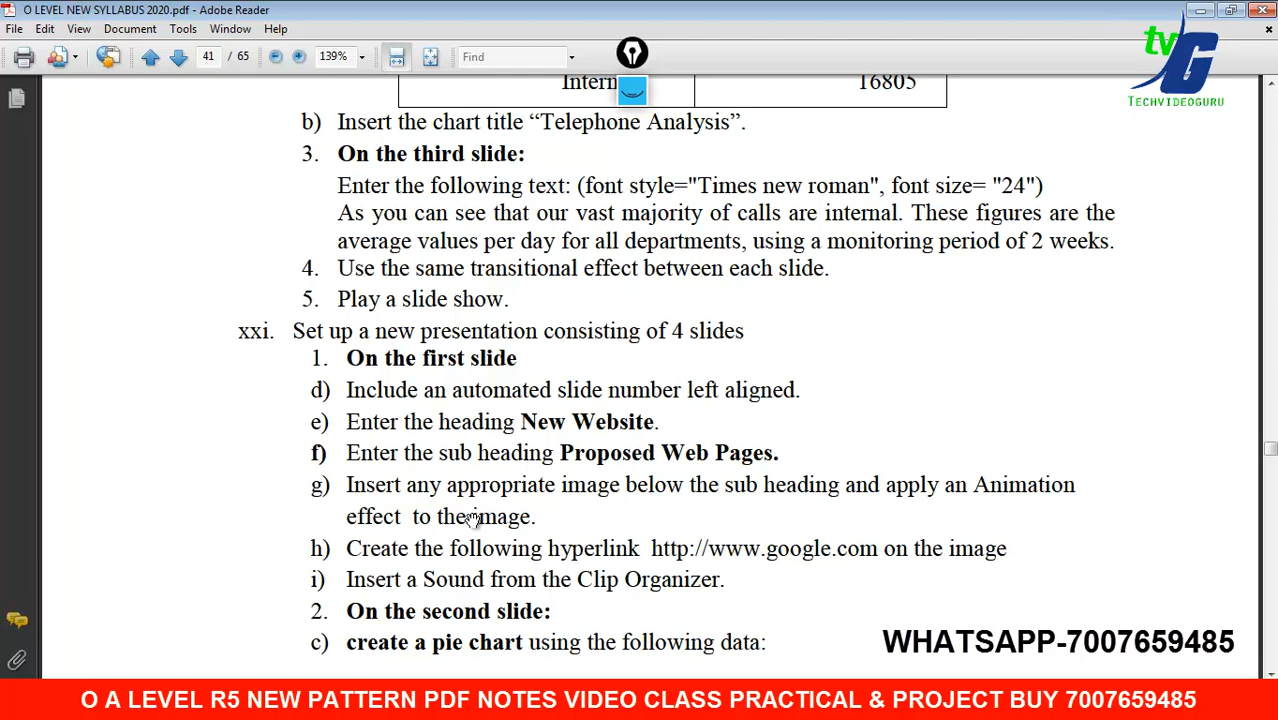 O LEVEL NEW SYLLABUS 2020.pdf - Adobe Reader
File Edit View Document Tools Window Help
41 / 65 139% Find
tv G
TECHVIDEOGURU
Intern 16805
b) Insert the chart title “Telephone Analysis”.
3. On the third slide:
Enter the following text: (font style="Times new roman", font size= "24")
As you can see that our vast majority of calls are internal. These figures are the
average values per day for all departments, using a monitoring period of 2 weeks.
4. Use the same transitional effect between each slide.
5. Play a slide show.
xxi. Set up a new presentation consisting of 4 slides
1. On the first slide
d) Include an automated slide number left aligned.
e) Enter the heading New Website.
f) Enter the sub heading Proposed Web Pages.
g) Insert any appropriate image below the sub heading and apply an Animation
effect to the image.
h) Create the following hyperlink http://www.google.com on the image
i) Insert a Sound from the Clip Organizer.
2. On the second slide:
c) create a pie chart using the following data:
WHATSAPP-7007659485
O A LEVEL R5 NEW PATTERN PDF NOTES VIDEO CLASS PRACTICAL & PROJECT BUY 7007659485